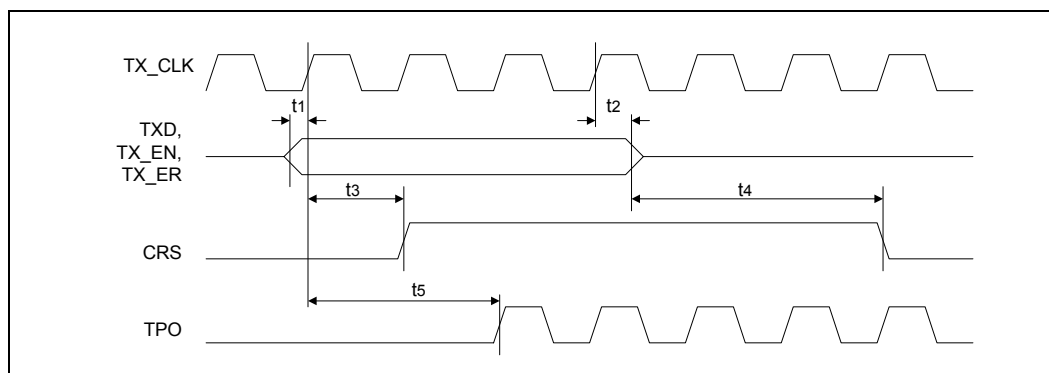 TX_CLK
t1
t2
TXD,
TX_EN,
TX_ER
t3
t4
CRS
t5
TPO